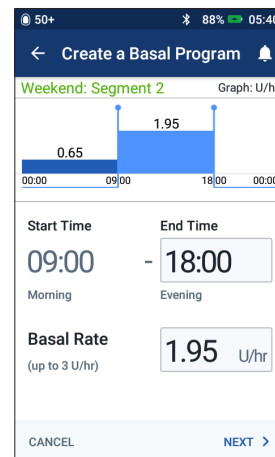 50+ 88% 05:40
Create a Basal Program
Weekend: Segment 2 Graph: U/h
1.95
0.65
00:00 09:00 18:00 00:00
Start Time End Time
09:00 - 18:00
Morning Evening
Basal Rate
1.95 U/hr
(up to 3 U/hr)
CANCEL NEXT >